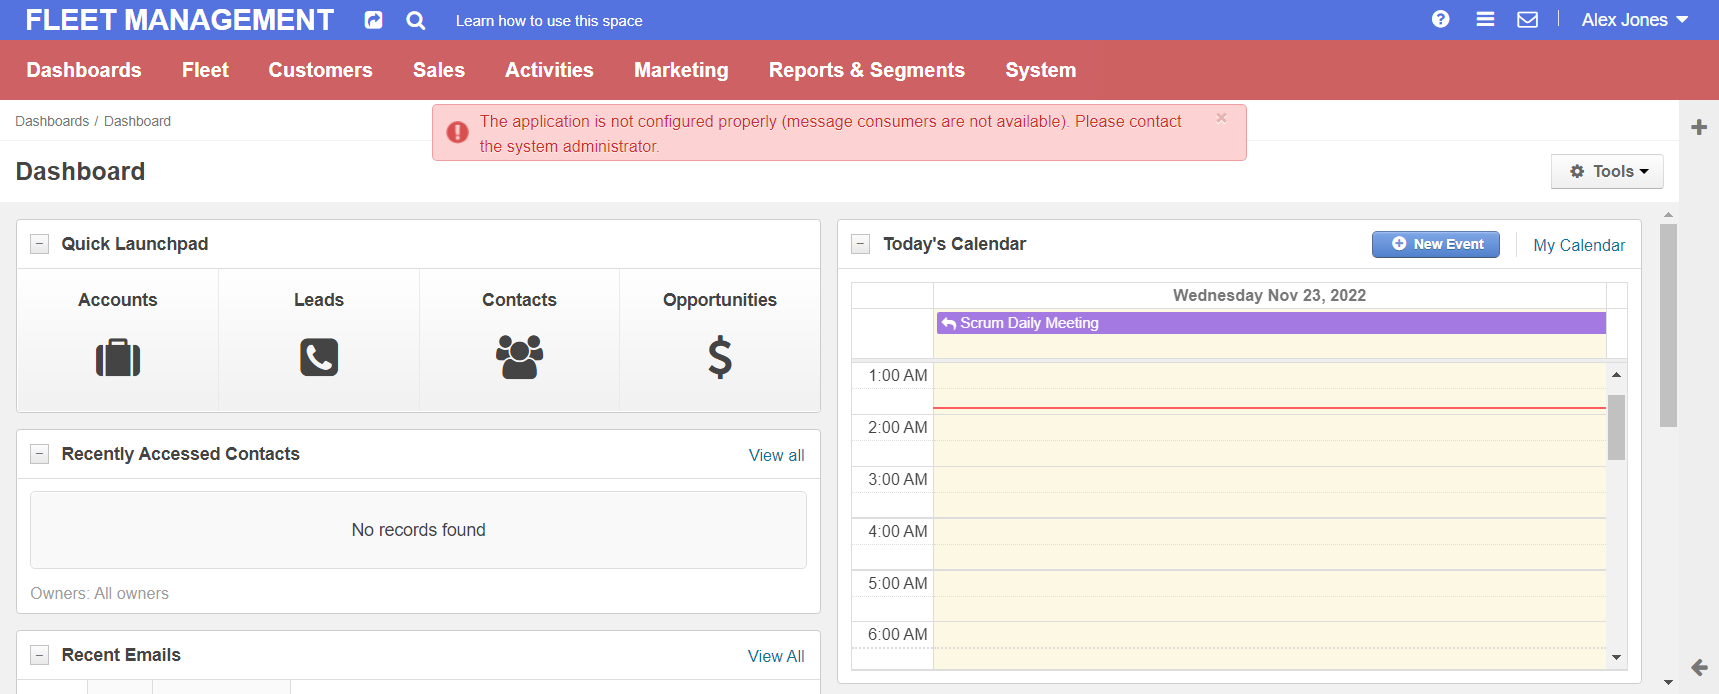 FLEET MANAGEMENT
Learn how to use this space
Alex Jones
Dashboards Fleet Customers Sales Activities Marketing Reports & Segments System
Dashboards / Dashboard
The application is not configured properly (message consumers are not available). Please contact
the system administrator.
×
Dashboard
Tools
Quick Launchpad
Accounts Leads Contacts Opportunities
Recently Accessed Contacts View all
No records found
Owners: All owners
Recent Emails View All
Today's Calendar New Event My Calendar
Wednesday Nov 23, 2022
Scrum Daily Meeting
1:00 AM
2:00 AM
3:00 AM
4:00 AM
5:00 AM
6:00 AM